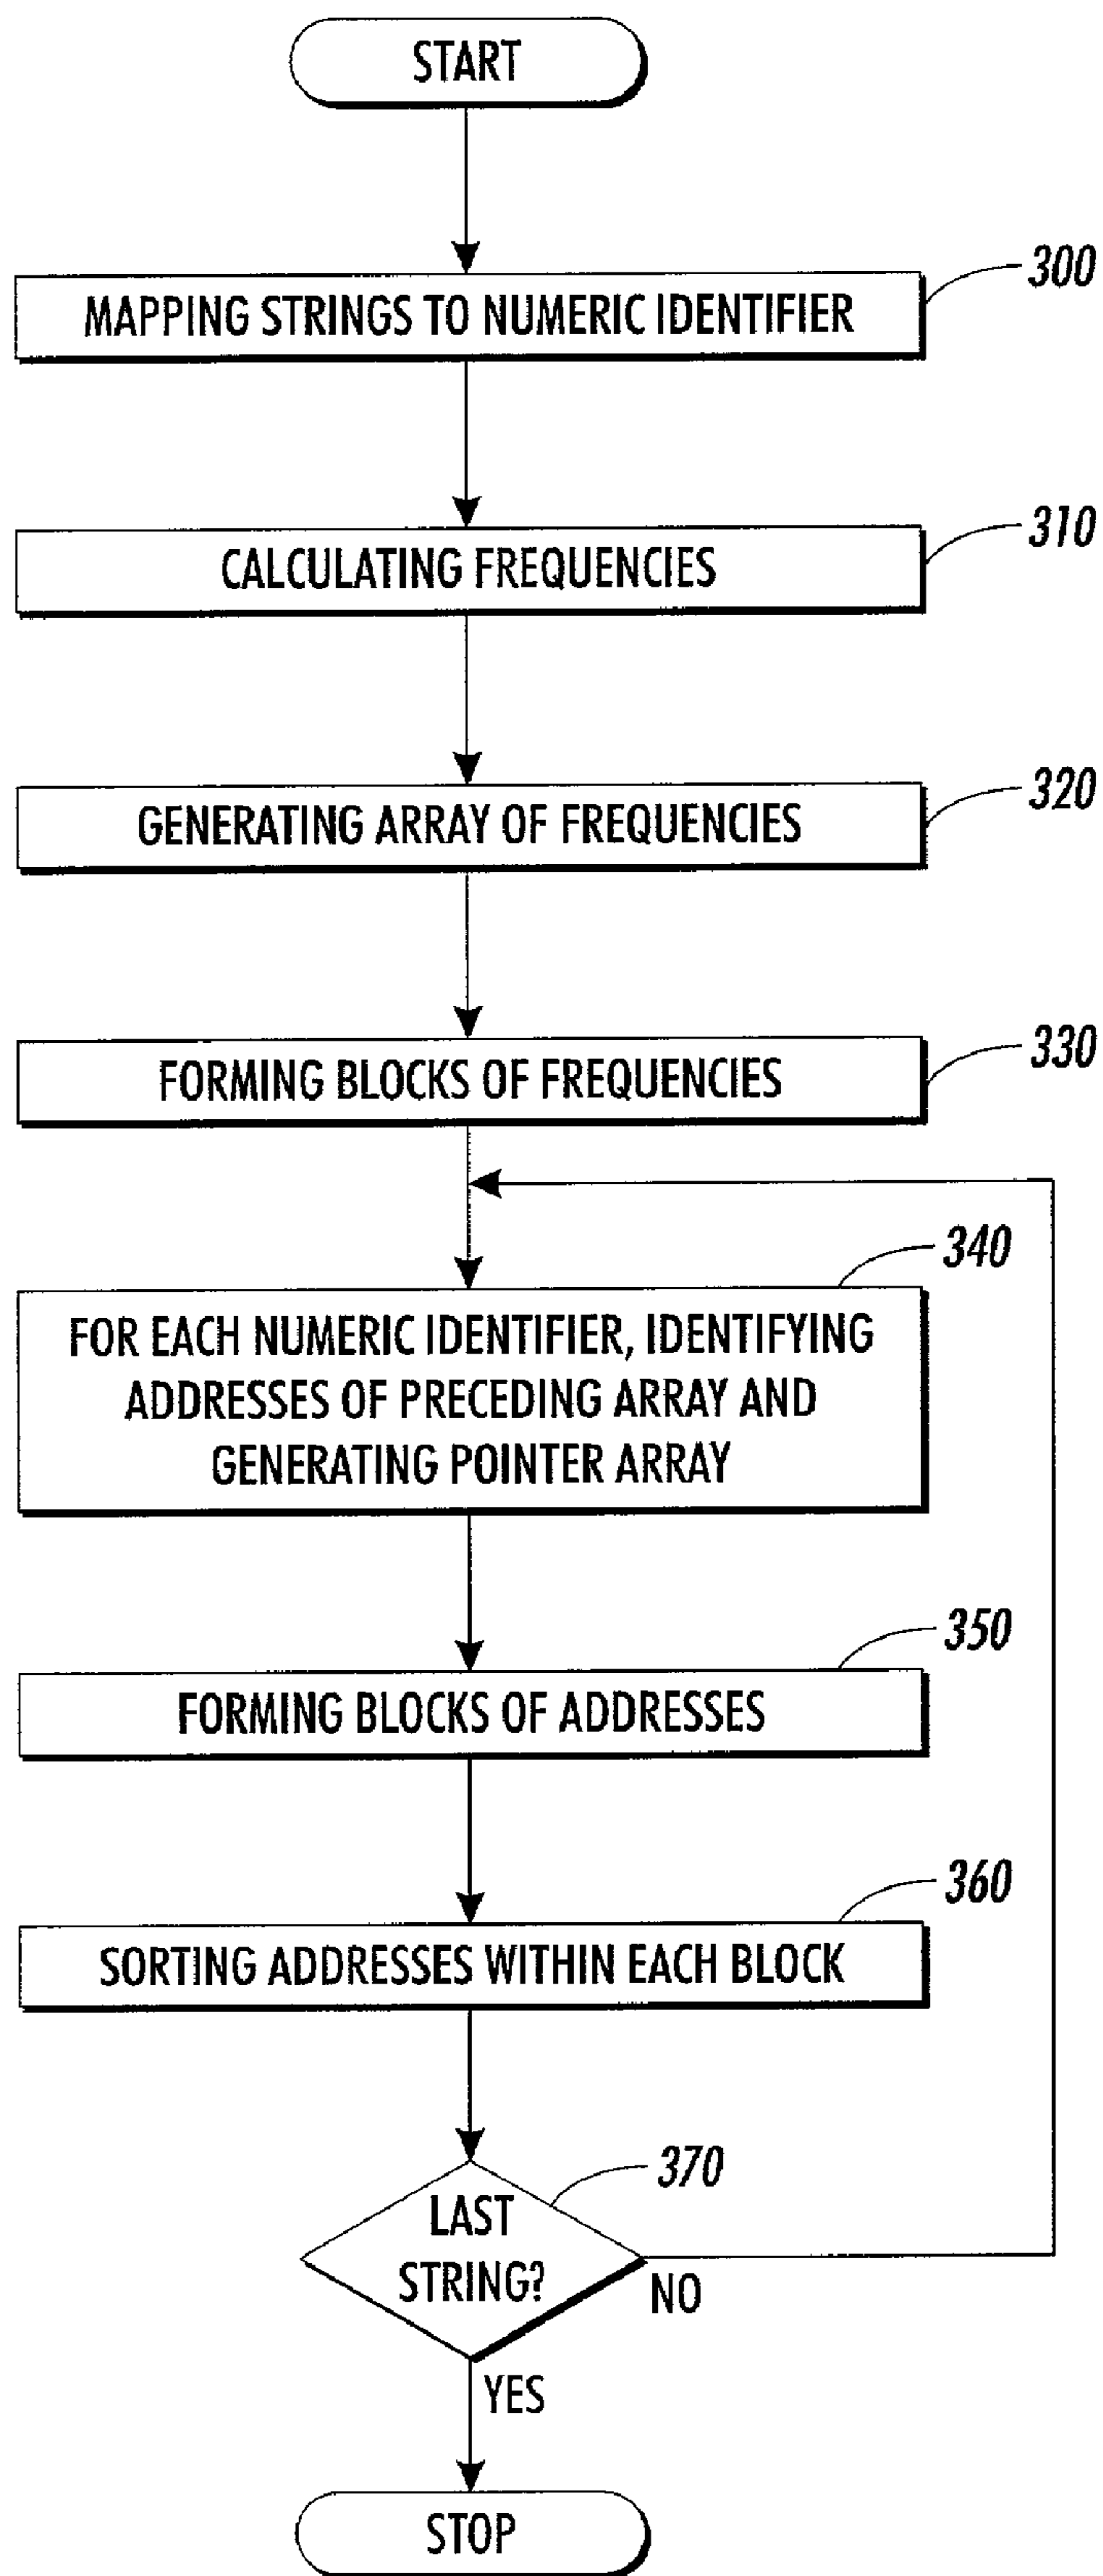 START
300
MAPPING STRINGS TO NUMERIC IDENTIFIER
310
CALCULATING FREQUENCIES
320
GENERATING ARRAY OF FREQUENCIES
330
FORMING BLOCKS OF FREQUENCIES
340
FOR EACH NUMERIC IDENTIFIER, IDENTIFYING
ADDRESSES OF PRECEDING ARRAY AND
GENERATING POINTER ARRAY
350
FORMING BLOCKS OF ADDRESSES
360
SORTING ADDRESSES WITHIN EACH BLOCK
370
LAST
STRING?
NO
YES
STOP